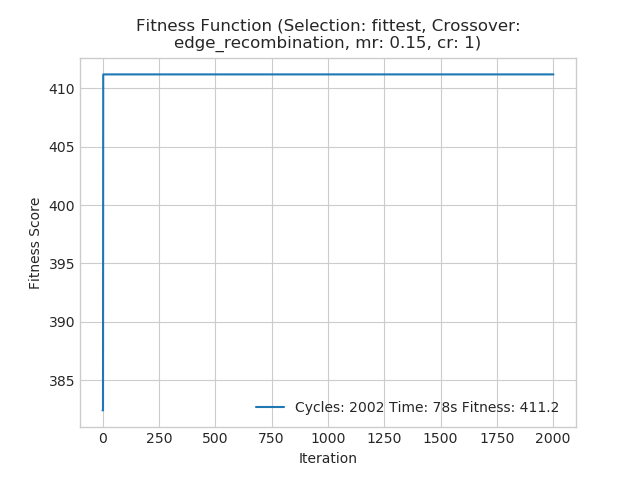 Fitness Function (Selection: fittest, Crossover:
edge_recombination, mr: 0.15, cr: 1)
410
405
400
395
390
385
Fitness Score
Cycles: 2002 Time: 78s Fitness: 411.2
0 250 500 750 1000 1250 1500 1750 2000
Iteration